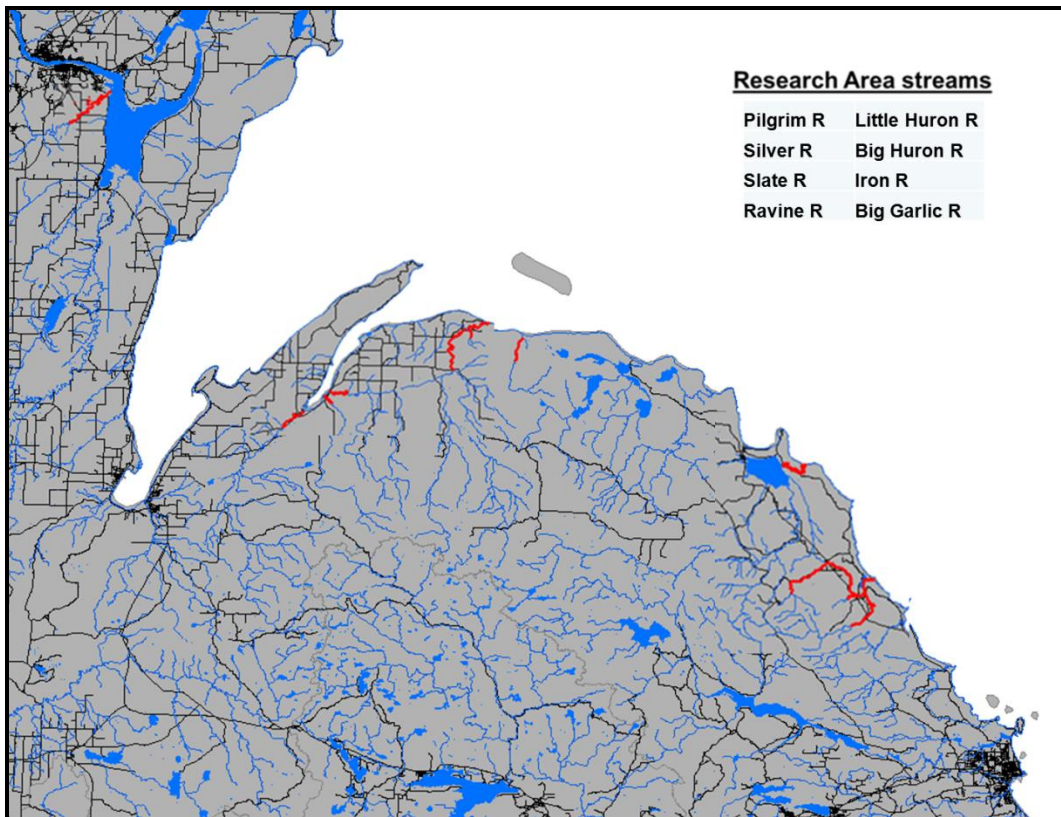 Research Area streams
Pilgrim R Little Huron R
Silver R Big Huron R
Slate R Iron R
Ravine R Big Garlic R